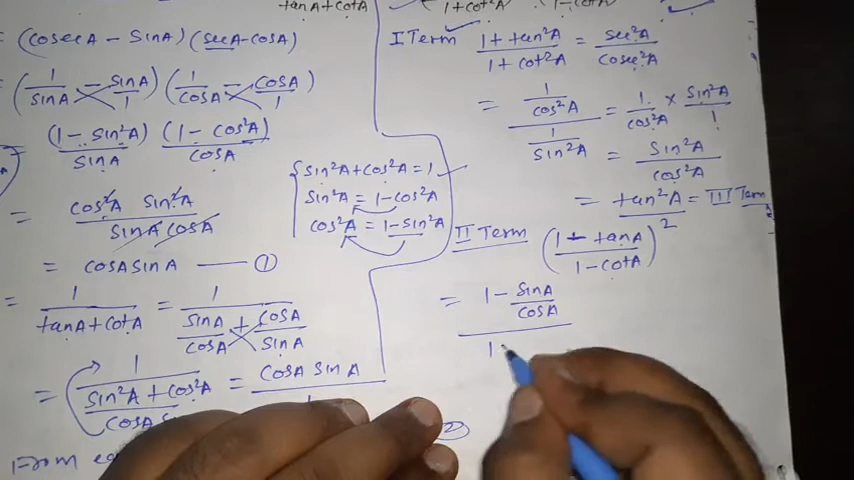 tanA+cotA
= (cosecA - sinA) (secA-cosA)
= (1/sinA - sinA/1) (1/cosA - cosA/1)
= (1-sin²A)/sinA (1-cos²A)/cosA
= cos²A sin²A / sinA cosA
= cosA sinA —— ①
= 1/(tanA+cotA) = 1/(sinA/cosA + cosA/sinA)
= 1/((sin²A + cos²A)/cosA) = cosA sinA
②
From
{ sin²A+cos²A = 1
sin²A = 1-cos²A
cos²A = 1-sin²A
I Term (1+tan²A)/(1+cot²A) = sec²A/cosec²A
= (1/cos²A)/(1/sin²A) = 1/cos²A × sin²A/1
= sin²A/cos²A
= tan²A = III Term
II Term ((1-tanA)/(1-cotA))²
= 1 - sinA/cosA
1